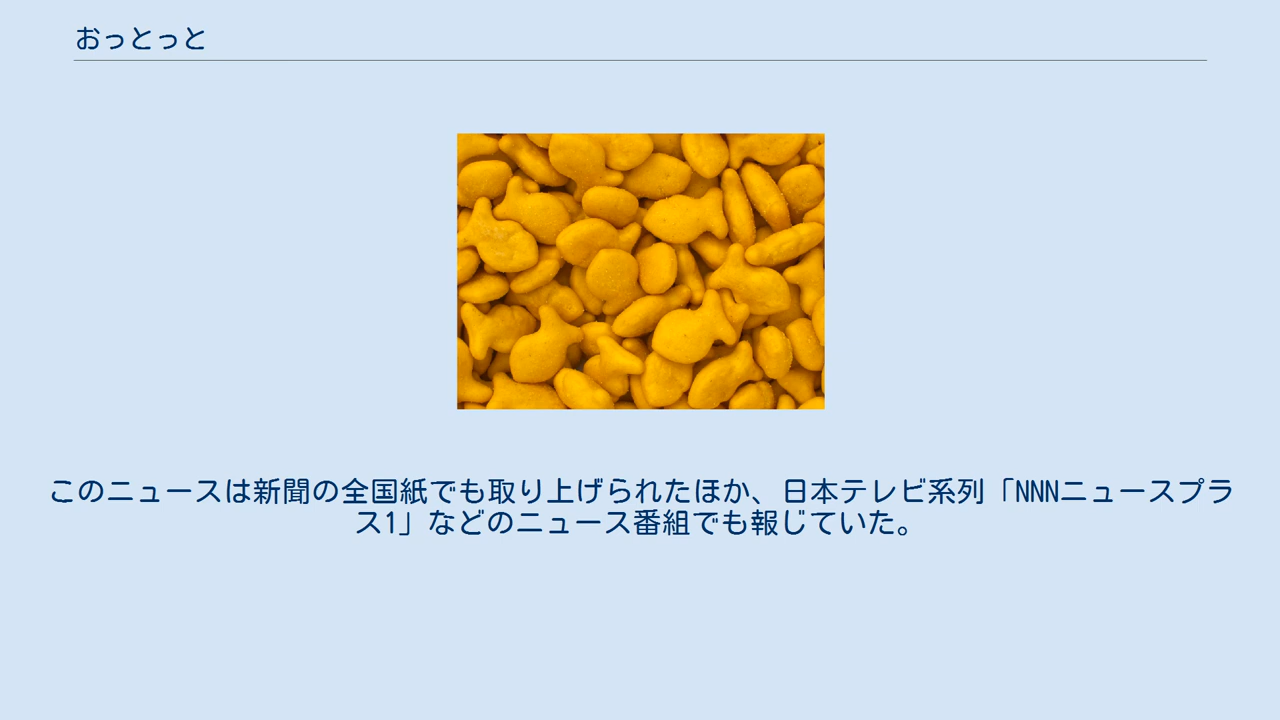 おっとっと
このニュースは新聞の全国紙でも取り上げられたほか、日本テレビ系列「NNNニュースプラ
ス1」などのニュース番組でも報じていた。